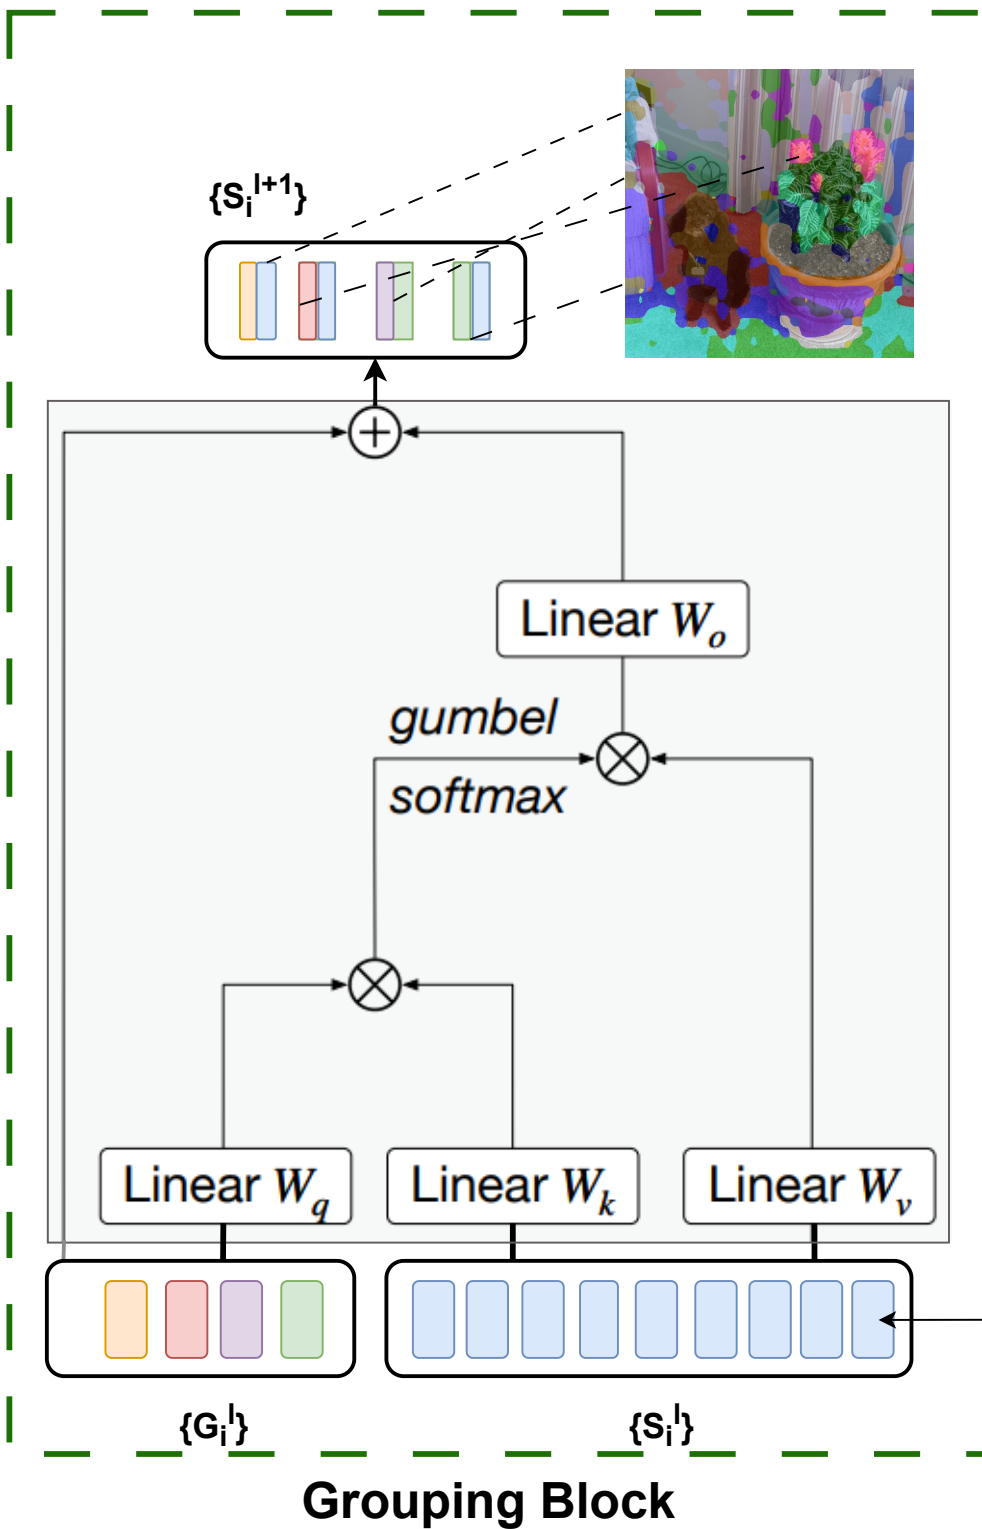 {S_i^{l+1}}
Linear W_o
gumbel
softmax
Linear W_q
Linear W_k
Linear W_v
{G_i^l}
{S_i^l}
Grouping Block